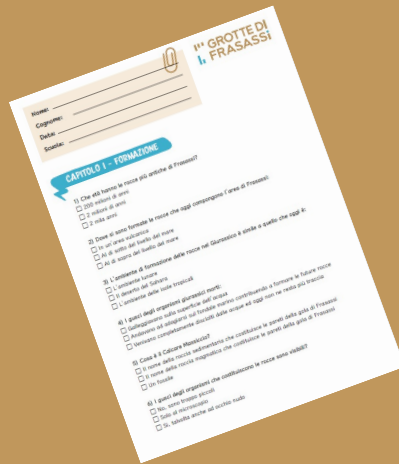 GROTTE DI
FRASASSI
Nome:
Cognome:
Data:
Scuola:
CAPITOLO 1 - FORMAZIONE
1) Che età hanno le rocce più antiche di Frasassi?
200 milioni di anni
2 milioni di anni
2 mila anni
2) Dove si sono formate le rocce che oggi compongono l'area di Frasassi:
In un'area vulcanica
Al di sotto del livello del mare
Al di sopra del livello del mare
3) L'ambiente di formazione delle rocce nel Giurassico è simile a quello che oggi è:
L'ambiente lunare
Il deserto del Sahara
L'ambiente delle isole tropicali
4) I gusci degli organismi giurassici morti:
Galleggiavano sulla superficie dell'acqua
Andavano ad adagiarsi sul fondale marino contribuendo a formare le future rocce
Venivano completamente disciolti dalle acque ed oggi non ne resta più traccia
5) Cosa è il Calcare Massiccio?
Il nome della roccia sedimentaria che costituisce le pareti della gola di Frasassi
Il nome della roccia magmatica che costituisce le pareti della gola di Frasassi
Un fossile
6) I gusci degli organismi che costituiscono le rocce sono visibili?
No, sono troppo piccoli
Solo al microscopio
Si, talvolta anche ad occhio nudo